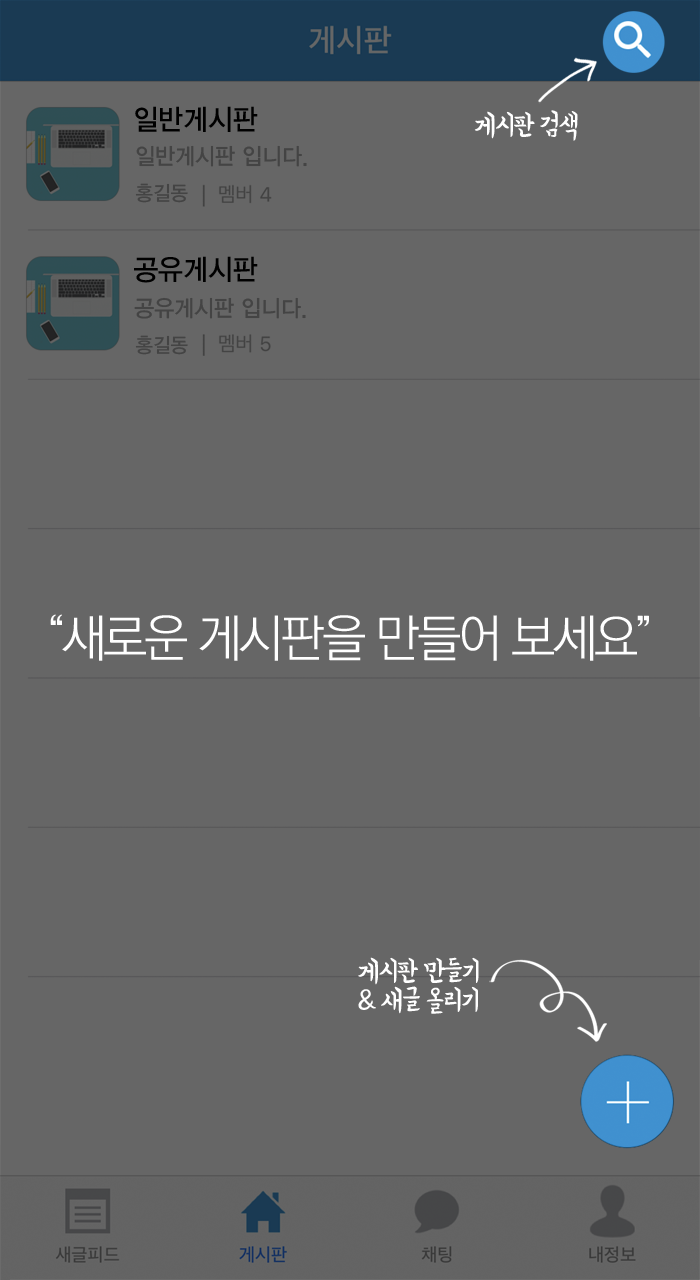 게시판
게시판 검색
일반게시판
일반게시판 입니다.
홍길동 | 멤버 4
공유게시판
공유게시판 입니다.
홍길동 | 멤버 5
“새로운 게시판을 만들어 보세요”
게시판 만들기
& 새글 올리기
새글피드
게시판
채팅
내정보